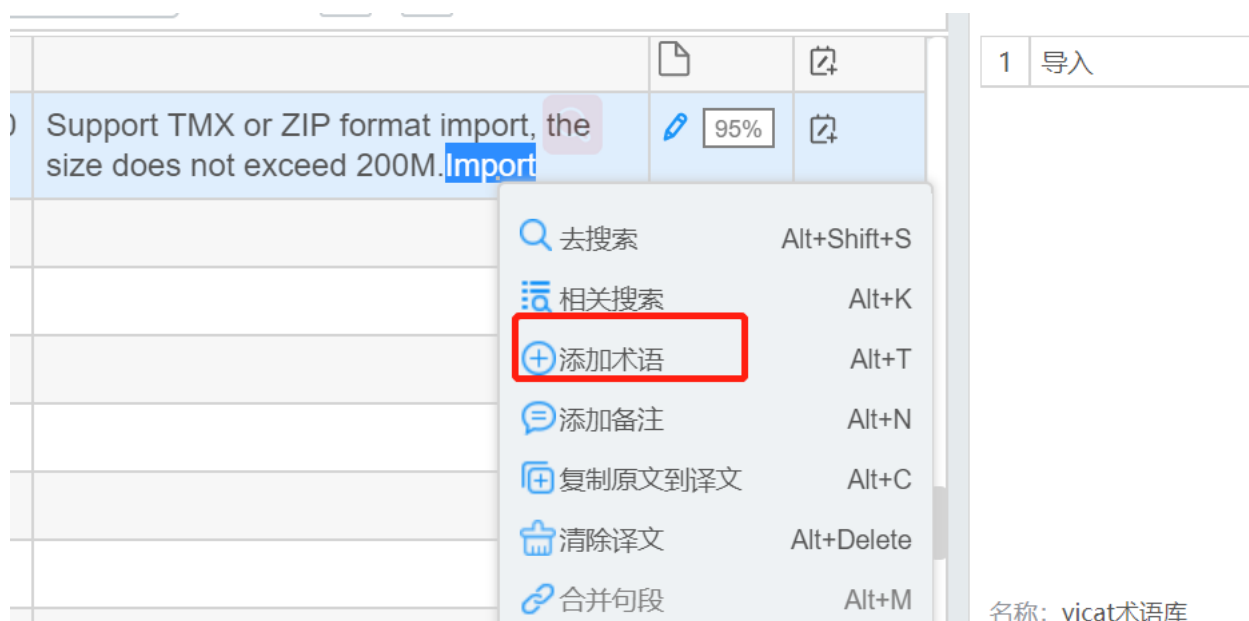 1 导入
Support TMX or ZIP format import, the
95%
size does not exceed 200M.Import
去搜索 Alt+Shift+S
相关搜索 Alt+K
添加术语 Alt+T
添加备注 Alt+N
复制原文到译文 Alt+C
清除译文 Alt+Delete
合并句段 Alt+M
名称：vicat术语库